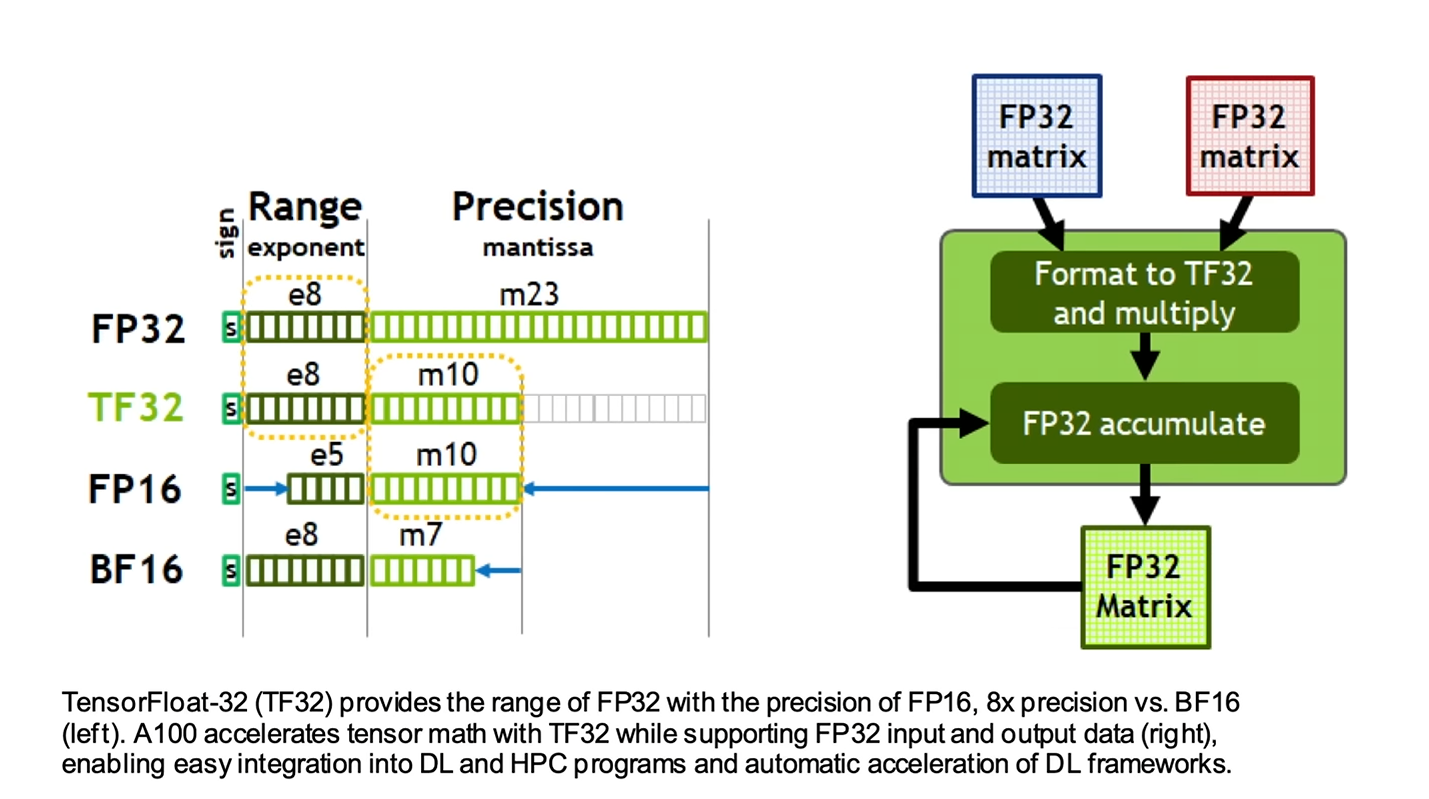 sign
Range
exponent
Precision
mantissa
FP32
s
e8
m23
TF32
s
e8
m10
FP16
s
e5
m10
BF16
s
e8
m7
FP32
matrix
FP32
matrix
Format to TF32
and multiply
FP32 accumulate
FP32
Matrix
TensorFloat-32 (TF32) provides the range of FP32 with the precision of FP16, 8x precision vs. BF16
(left). A100 accelerates tensor math with TF32 while supporting FP32 input and output data (right),
enabling easy integration into DL and HPC programs and automatic acceleration of DL frameworks.